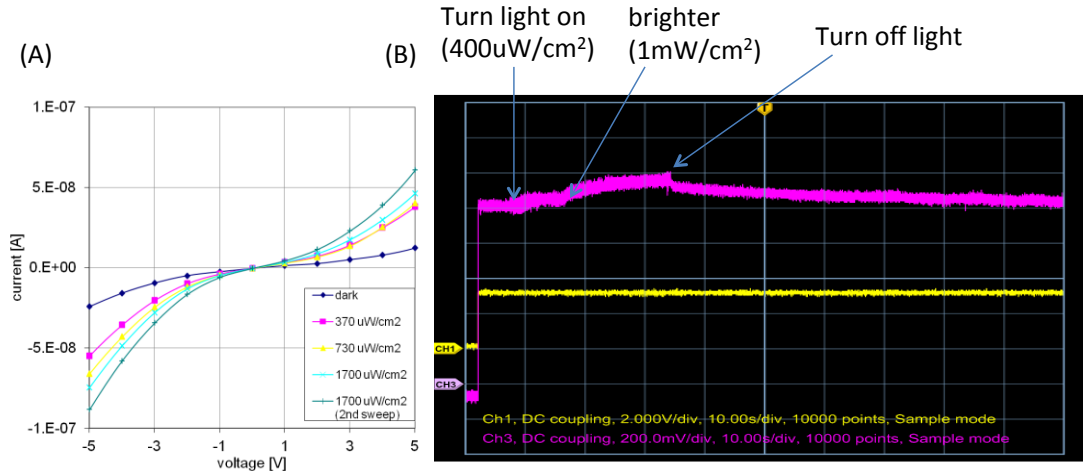 (A)
(B)
Turn light on
(400uW/cm²)
brighter
(1mW/cm²)
Turn off light
1.E-07
5.E-08
0.E+00
-5.E-08
-1.E-07
current [A]
-5
-3
-1
1
3
5
voltage [V]
dark
370 uW/cm2
730 uW/cm2
1700 uW/cm2
1700 uW/cm2
(2nd sweep)
T
CH1
CH3
Ch1, DC coupling, 2.000V/div, 10.00s/div, 10000 points, Sample mode
Ch3, DC coupling, 200.0mV/div, 10.00s/div, 10000 points, Sample mode